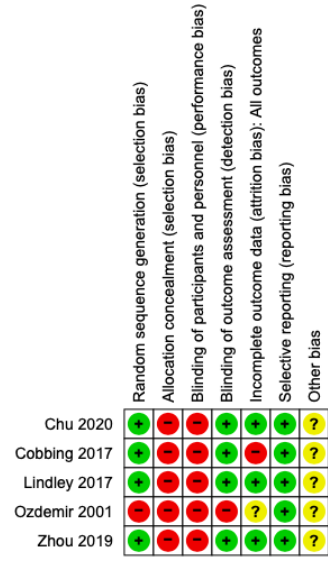 Random sequence generation (selection bias)
Allocation concealment (selection bias)
Blinding of participants and personnel (performance bias)
Blinding of outcome assessment (detection bias)
Incomplete outcome data (attrition bias): All outcomes
Selective reporting (reporting bias)
Other bias
Chu 2020 + - - + + + ?
Cobbing 2017 + - - + - + ?
Lindley 2017 + - - + + + ?
Ozdemir 2001 - - - - ? + ?
Zhou 2019 + - - + + + ?